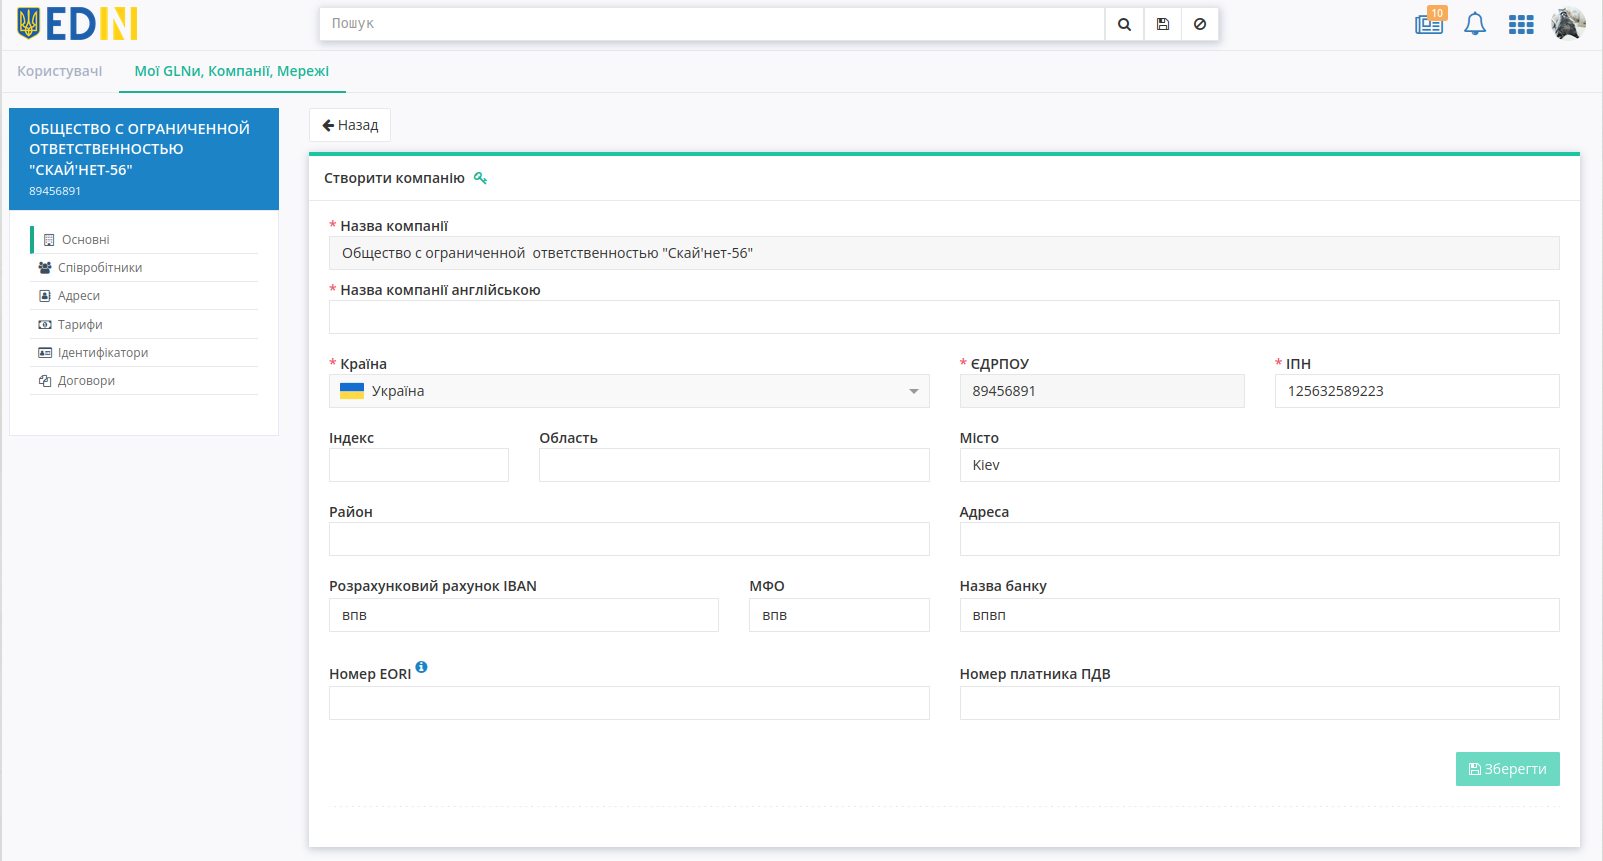 EDIN
Пошук
10
Користувачі
Мої GLNи, Компанії, Мережі
ОБЩЕСТВО С ОГРАНИЧЕННОЙ
ОТВЕТСТВЕННОСТЬЮ
"СКАЙ'НЕТ-56"
89456891
Основні
Співробітники
Адреси
Тарифи
Ідентифікатори
Договори
Назад
Створити компанію
* Назва компанії
Общество с ограниченной  ответственностью "Скай'нет-56"
* Назва компанії англійською
* Країна
* ЄДРПОУ
* ІПН
Україна
89456891
125632589223
Індекс
Область
Місто
Kiev
Район
Адреса
Розрахунковий рахунок IBAN
МФО
Назва банку
впв
впв
впвп
Номер EORI
Номер платника ПДВ
Зберегти